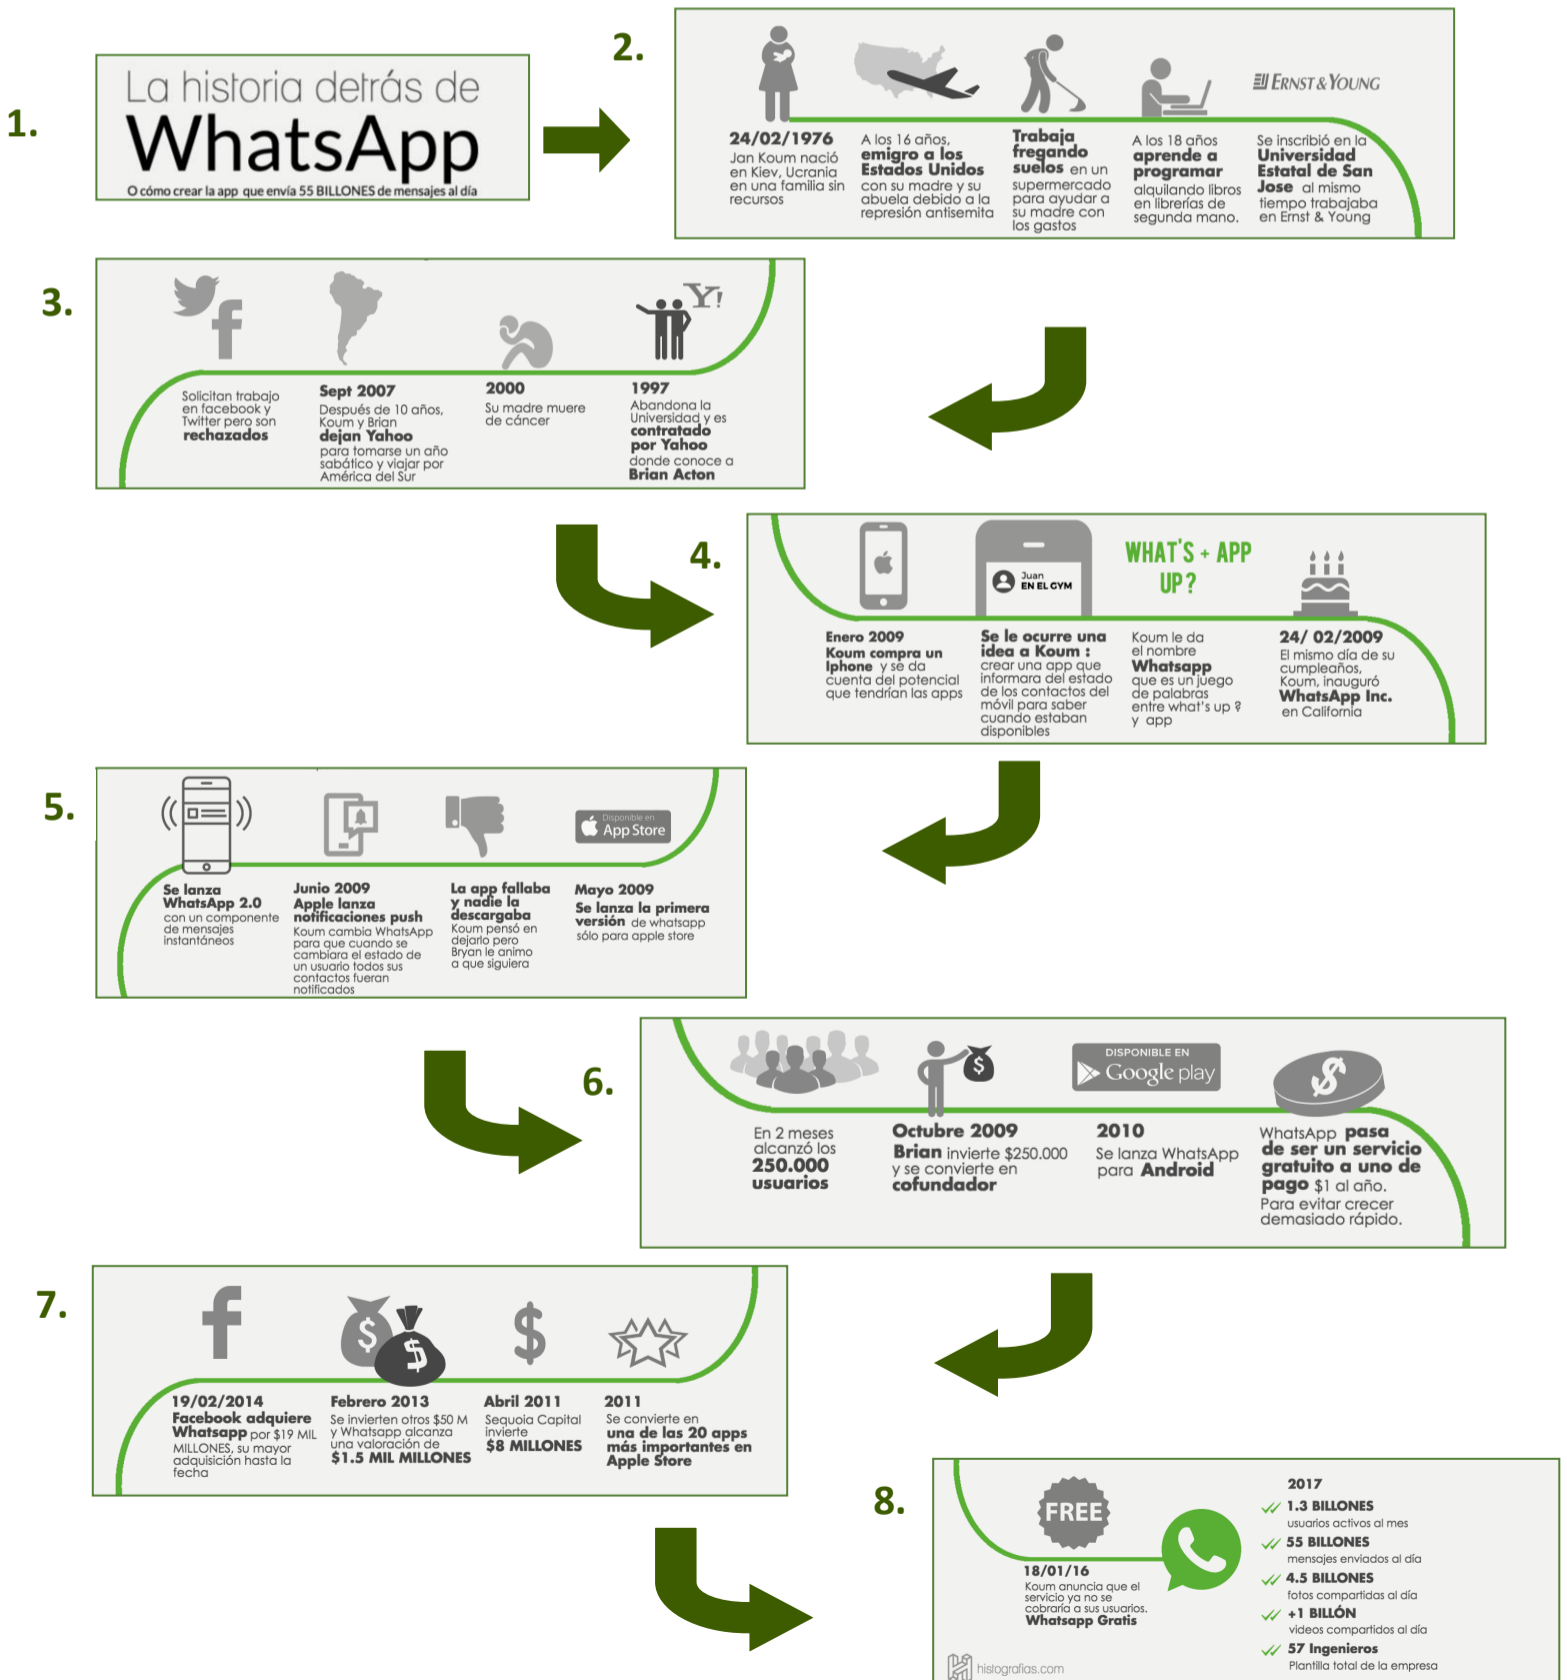 1.
La historia detrás de
WhatsApp
O cómo crear la app que envía 55 BILLONES de mensajes al día
2.
24/02/1976
Jan Koum nació
en Kiev, Ucrania
en una familia sin
recursos
A los 16 años,
emigro a los
Estados Unidos
con su madre y su
abuela debido a la
represión antisemita
Trabaja
fregando
suelos en un
supermercado
para ayudar a
su madre con
los gastos
A los 18 años
aprende a
programar
alquilando libros
en librerías de
segunda mano.
ERNST & YOUNG
Se inscribió en la
Universidad
Estatal de San
Jose al mismo
tiempo trabajaba
en Ernst & Young
3.
Solicitan trabajo
en facebook y
Twitter pero son
rechazados
Sept 2007
Después de 10 años,
Koum y Brian
dejan Yahoo
para tomarse un año
sabático y viajar por
América del Sur
2000
Su madre muere
de cáncer
Y!
1997
Abandona la
Universidad y es
contratado
por Yahoo
donde conoce a
Brian Acton
4.
Enero 2009
Koum compra un
Iphone y se da
cuenta del potencial
que tendrían las apps
Juan
EN EL GYM
Se le ocurre una
idea a Koum :
crear una app que
informara del estado
de los contactos del
móvil para saber
cuando estaban
disponibles
WHAT'S + APP
UP?
Koum le da
el nombre
Whatsapp
que es un juego
de palabras
entre what's up ?
y app
24/ 02/2009
El mismo día de su
cumpleaños,
Koum, inauguró
WhatsApp Inc.
en California
5.
Se lanza
WhatsApp 2.0
con un componente
de mensajes
instantáneos
Junio 2009
Apple lanza
notificaciones push
Koum cambia WhatsApp
para que cuando se
cambiara el estado de
un usuario todos sus
contactos fueran
notificados
La app fallaba
y nadie la
descargaba
Koum pensó en
dejarlo pero
Bryan le animo
a que siguiera
Disponible en
App Store
Mayo 2009
Se lanza la primera
versión de whatsapp
sólo para apple store
6.
En 2 meses
alcanzó los
250.000
usuarios
$
Octubre 2009
Brian invierte $250.000
y se convierte en
cofundador
DISPONIBLE EN
Google play
2010
Se lanza WhatsApp
para Android
$
WhatsApp pasa
de ser un servicio
gratuito a uno de
pago $1 al año.
Para evitar crecer
demasiado rápido.
7.
f
19/02/2014
Facebook adquiere
Whatsapp por $19 MIL
MILLONES, su mayor
adquisición hasta la
fecha
$ $
Febrero 2013
Se invierten otros $50 M
y Whatsapp alcanza
una valoración de
$1.5 MIL MILLONES
$
Abril 2011
Sequoia Capital
invierte
$8 MILLONES
2011
Se convierte en
una de las 20 apps
más importantes en
Apple Store
8.
FREE
18/01/16
Koum anuncia que el
servicio ya no se
cobraría a sus usuarios.
Whatsapp Gratis
2017
1.3 BILLONES
usuarios activos al mes
55 BILLONES
mensajes enviados al día
4.5 BILLONES
fotos compartidas al día
+1 BILLÓN
videos compartidos al día
57 Ingenieros
Plantilla total de la empresa
histografias.com